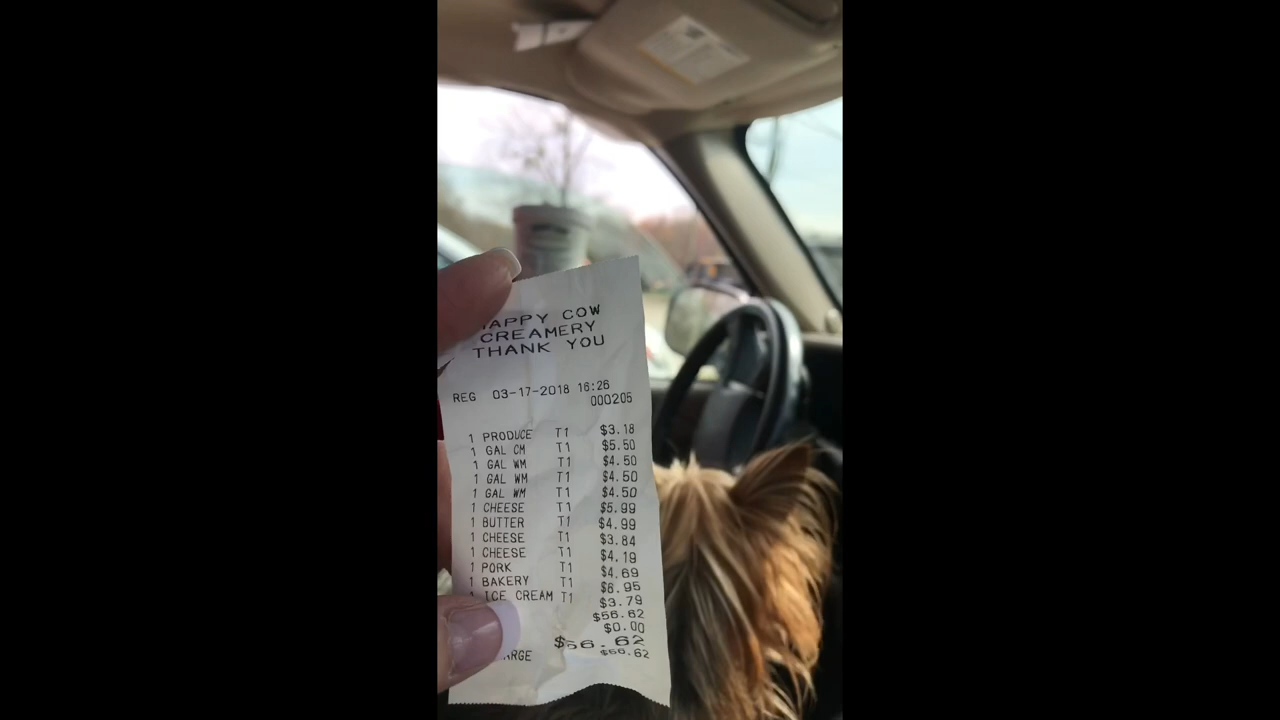 APPY COW
CREAMERY
THANK YOU
REG 03-17-2018 16:26
000205
1 PRODUCE T1 $3.18
1 GAL CM T1 $5.50
1 GAL WM T1 $4.50
1 GAL WM T1 $4.50
1 GAL WM T1 $4.50
1 CHEESE T1 $5.99
1 BUTTER T1 $4.99
1 CHEESE T1 $3.84
1 CHEESE T1 $4.19
1 PORK T1 $4.69
1 BAKERY T1 $6.95
1 ICE CREAM T1 $3.79
$56.62
$0.00
$56.62
ARGE $56.62